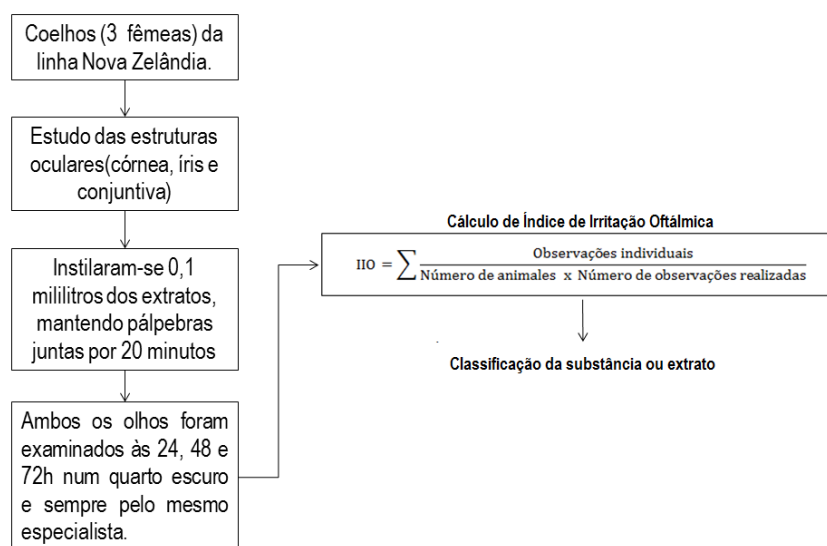 Coelhos (3 fêmeas) da
linha Nova Zelândia.
Estudo das estruturas
oculares(córnea, íris e
conjuntiva)
Instilaram-se 0,1
mililitros dos extratos,
mantendo pálpebras
juntas por 20 minutos
Ambos os olhos foram
examinados às 24, 48 e
72h num quarto escuro
e sempre pelo mesmo
especialista.
Cálculo de Índice de Irritação Oftálmica
IIO = ∑ Observações individuais
Número de animales x Número de observações realizadas
Classificação da substância ou extrato